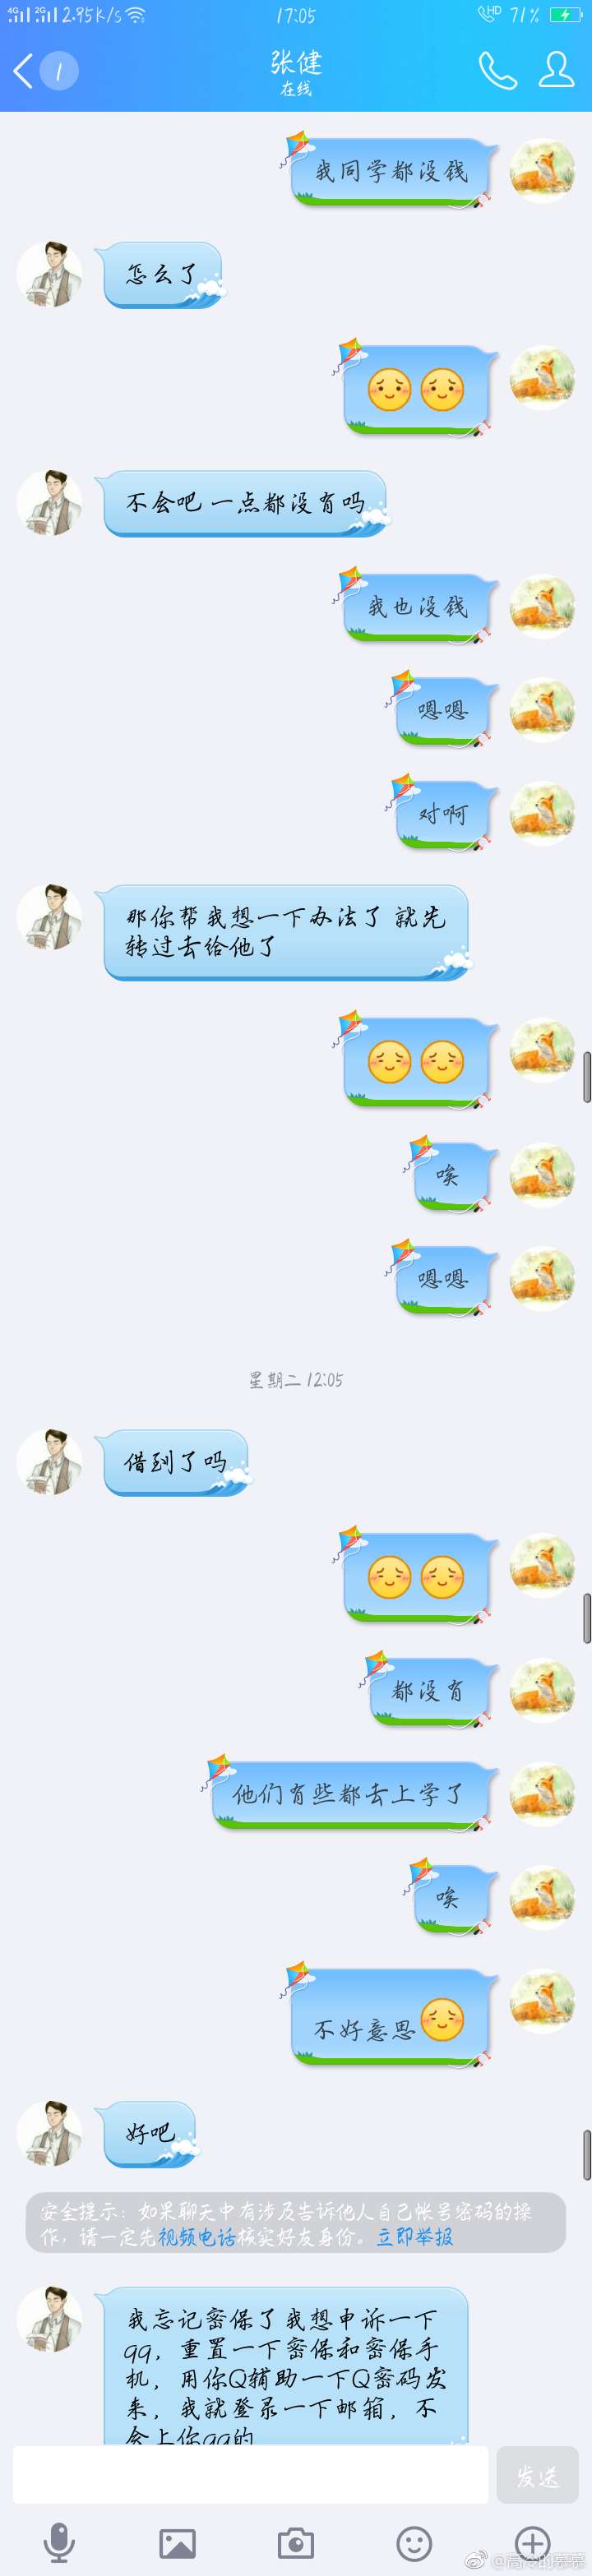 4G 2G 2.95K/s 17:05 HD 71%
1 张健
在线
我同学都没钱
怎么了
不会吧 一点都没有吗
我也没钱
嗯嗯
对啊
那你帮我想一下办法了 就先
转过去给他了
唉
嗯嗯
星期二 12:05
借到了吗
都没有
他们有些都去上学了
唉
不好意思
好吧
安全提示：如果聊天中有涉及告诉他人自己帐号密码的操
作，请一定先视频电话核实好友身份。立即举报
我忘记密保了我想申诉一下
qq，重置一下密保和密保手
机，用你Q辅助一下Q密码发
来，我就登录一下邮箱，不
会上你qq的
发送